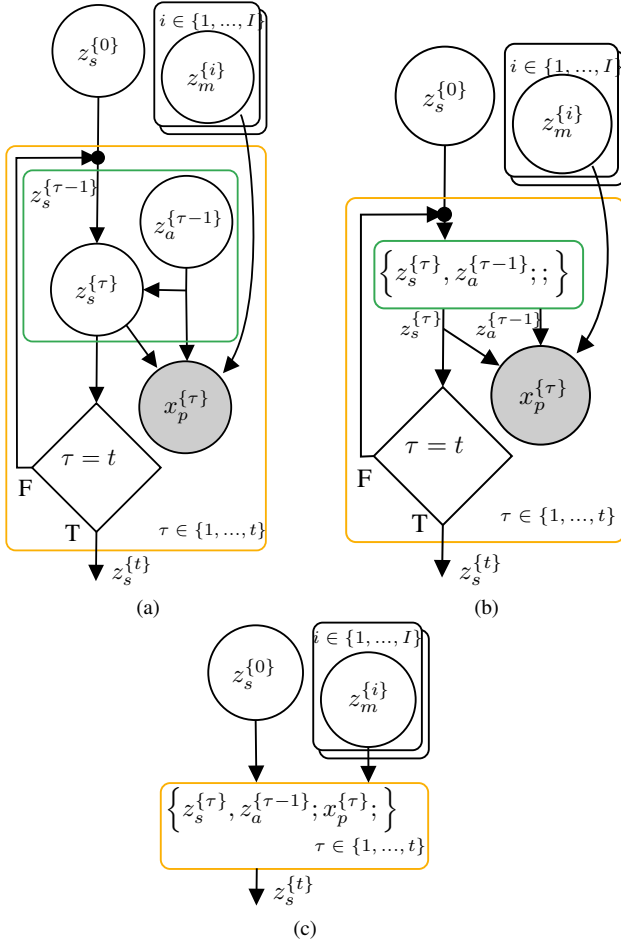 i ∈ {1, ..., I}
z_s^{0}
z_m^{i}
z_s^{τ−1}
z_a^{τ−1}
z_s^{τ}
x_p^{τ}
τ = t
F
T
τ ∈ {1, ..., t}
z_s^{t}
(a)
i ∈ {1, ..., I}
z_s^{0}
z_m^{i}
{z_s^{τ}, z_a^{τ−1}; ; }
z_s^{τ} z_a^{τ−1}
x_p^{τ}
τ = t
F
T
τ ∈ {1, ..., t}
z_s^{t}
(b)
i ∈ {1, ..., I}
z_s^{0}
z_m^{i}
{z_s^{τ}, z_a^{τ−1}; x_p^{τ}; }
τ ∈ {1, ..., t}
z_s^{t}
(c)